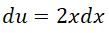 du = 2xdx